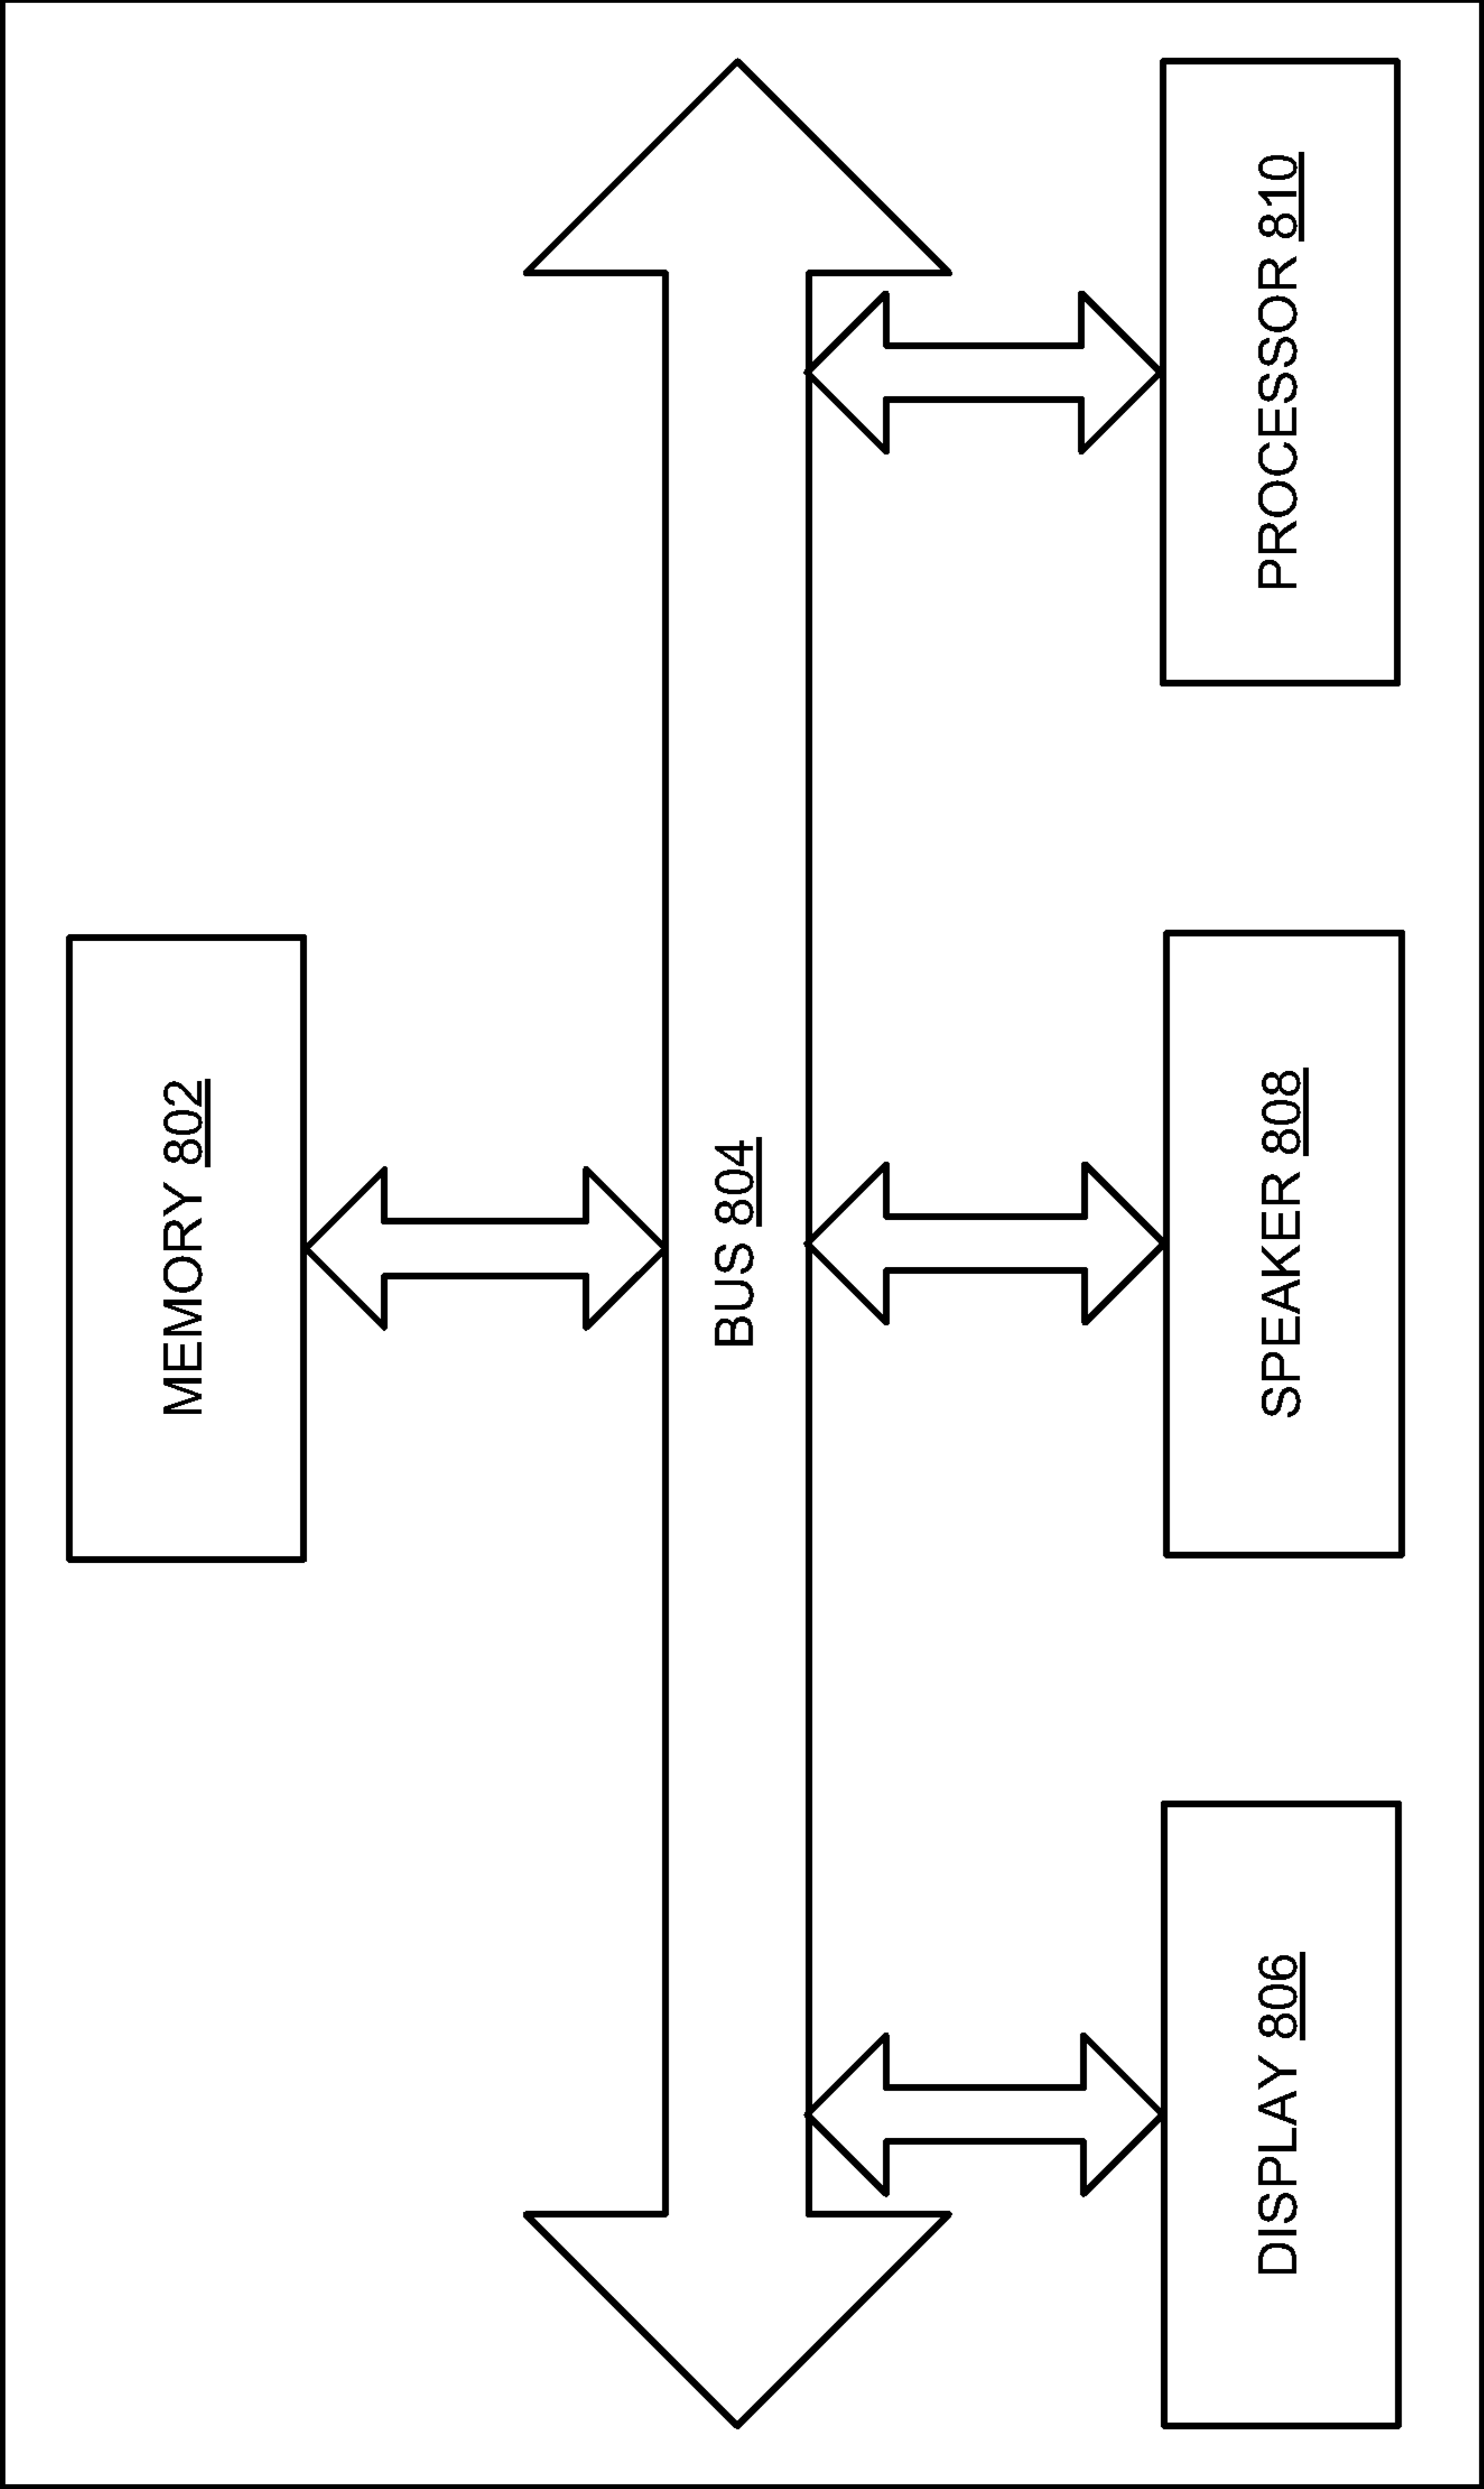 MEMORY 802
BUS 804
DISPLAY 806
SPEAKER 808
PROCESSOR 810